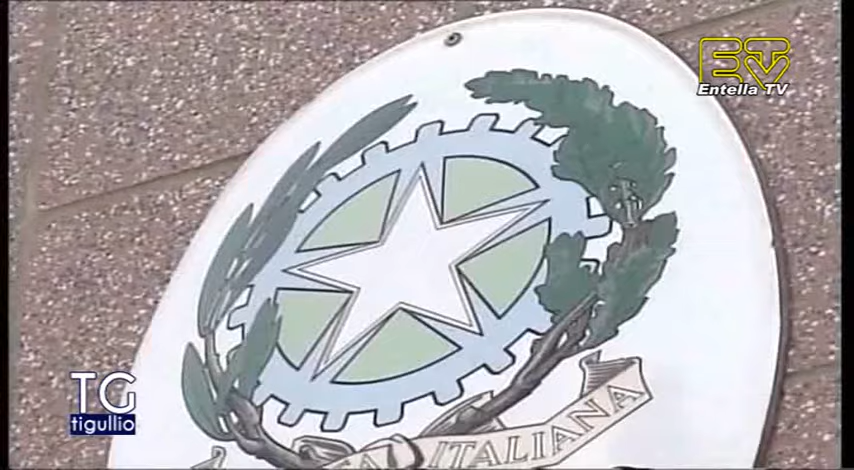 ETV
Entella TV
ITALIANA
TG
tigullio